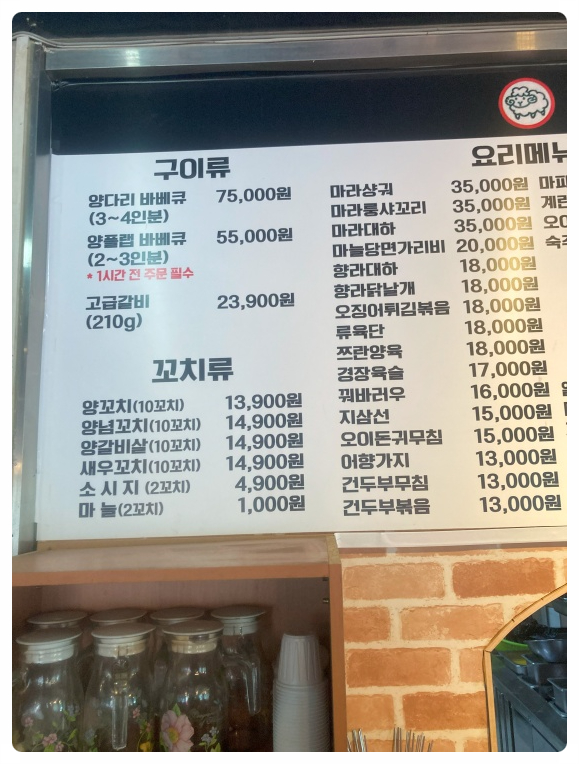 구이류
양다리 바베큐 75,000원
(3~4인분)
양플랩 바베큐 55,000원
(2~3인분)
* 1시간 전 주문 필수
고급갈비 23,900원
(210g)
꼬치류
양꼬치(10꼬치) 13,900원
양념꼬치(10꼬치) 14,900원
양갈비살(10꼬치) 14,900원
새우꼬치(10꼬치) 14,900원
소 시 지 (2꼬치) 4,900원
마 늘(2꼬치) 1,000원
요리메뉴
마라샹궈 35,000원
마라룽샤꼬리 35,000원
마라대하 35,000원
마늘당면가리비 20,000원
향라대하 18,000원
향라닭날개 18,000원
오징어튀김볶음 18,000원
류육단 18,000원
쯔란양육 18,000원
경장육슬 17,000원
꿔바러우 16,000원
지삼선 15,000원
오이돈귀무침 15,000원
어향가지 13,000원
건두부무침 13,000원
건두부볶음 13,000원
마파
계란